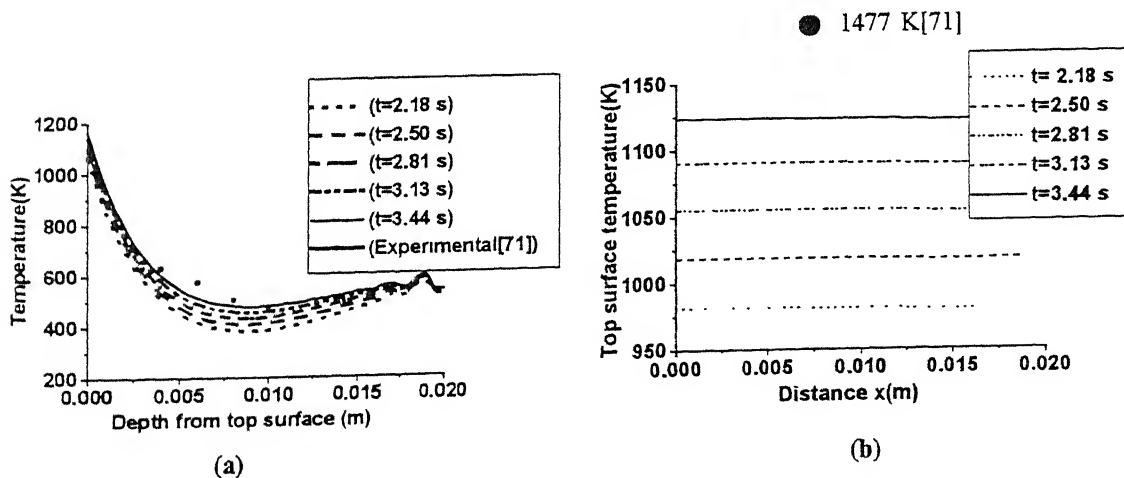 1477 K[71]
(t=2.18 s)
(t=2.50 s)
(t=2.81 s)
(t=3.13 s)
(t=3.44 s)
(Experimental[71])
1200
1000
800
600
400
200
0.000 0.005 0.010 0.015 0.020
Temperature(K)
Depth from top surface (m)
(a)
t= 2.18 s
t=2.50 s
t=2.81 s
t=3.13 s
t=3.44 s
1150
1100
1050
1000
950
0.000 0.005 0.010 0.015 0.020
Top surface temperature(K)
Distance x(m)
(b)